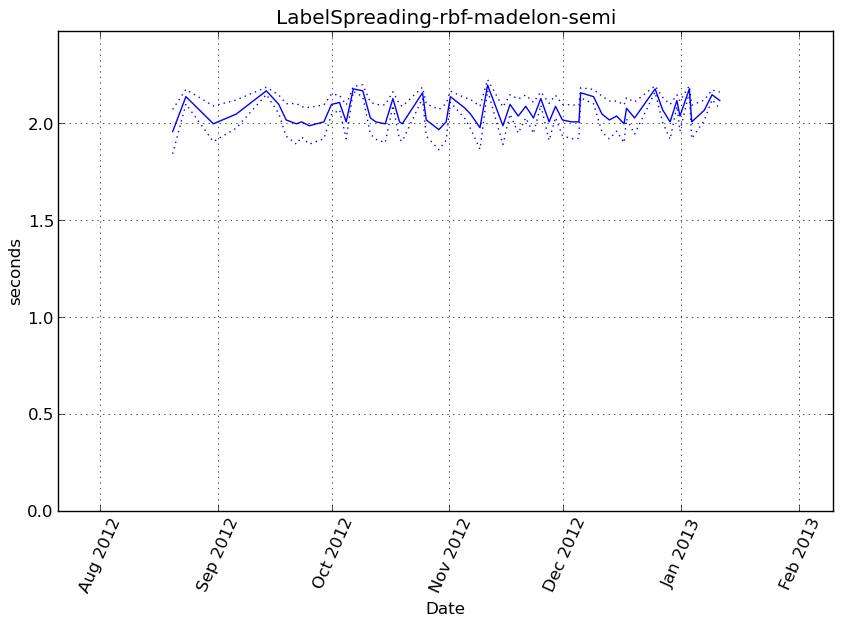 LabelSpreading-rbf-madelon-semi
2.0
1.5
1.0
0.5
0.0
seconds
Aug 2012
Sep 2012
Oct 2012
Nov 2012
Dec 2012
Jan 2013
Feb 2013
Date